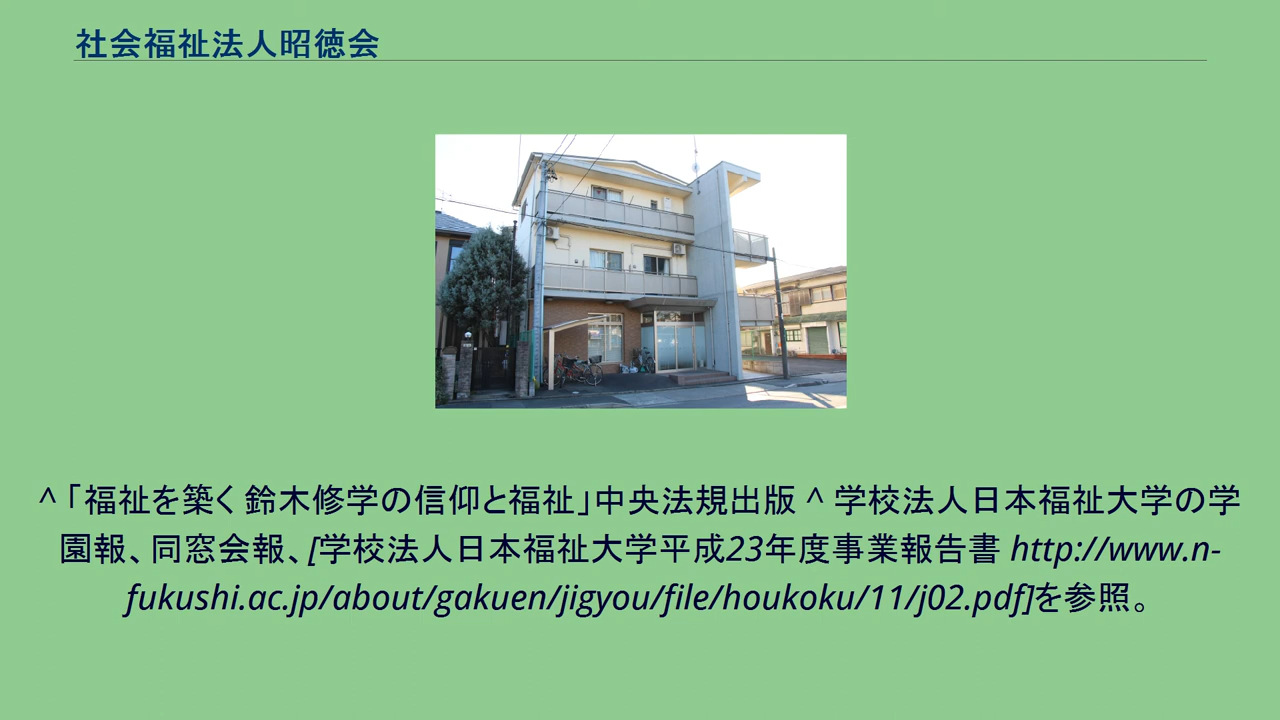 社会福祉法人昭徳会
^ 「福祉を築く 鈴木修学の信仰と福祉」中央法規出版 ^ 学校法人日本福祉大学の学
園報、同窓会報、[学校法人日本福祉大学平成23年度事業報告書 http://www.n-
fukushi.ac.jp/about/gakuen/jigyou/file/houkoku/11/j02.pdf]を参照。